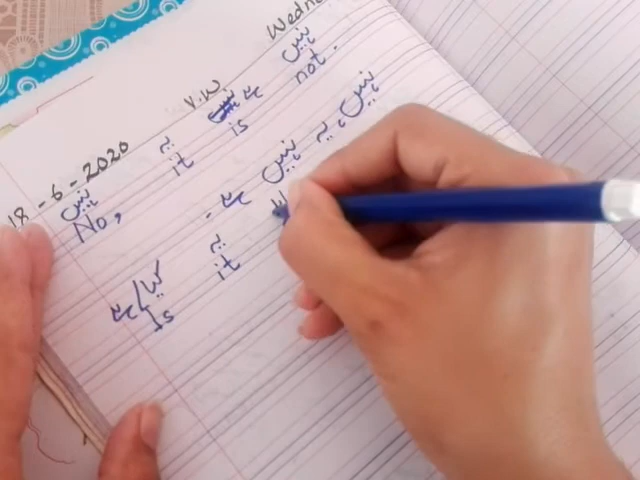 18-6-2020 V.W Wedne
نہیں یہ ہے نہیں
No, it is not.
نہیں، یہ نہیں ہے۔
کیا/ہے یہ
Is it